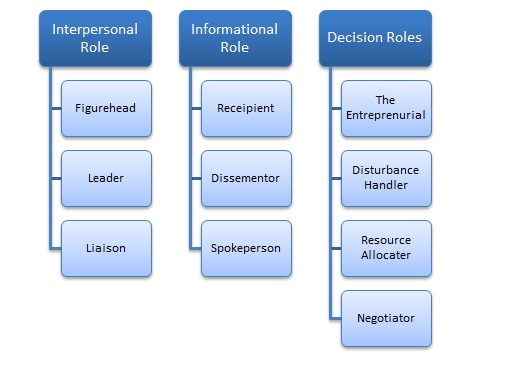 Interpersonal
Role
Figurehead
Leader
Liaison
Informational
Role
Receipient
Dissementor
Spokeperson
Decision Roles
The
Entreprenurial
Disturbance
Handler
Resource
Allocater
Negotiator